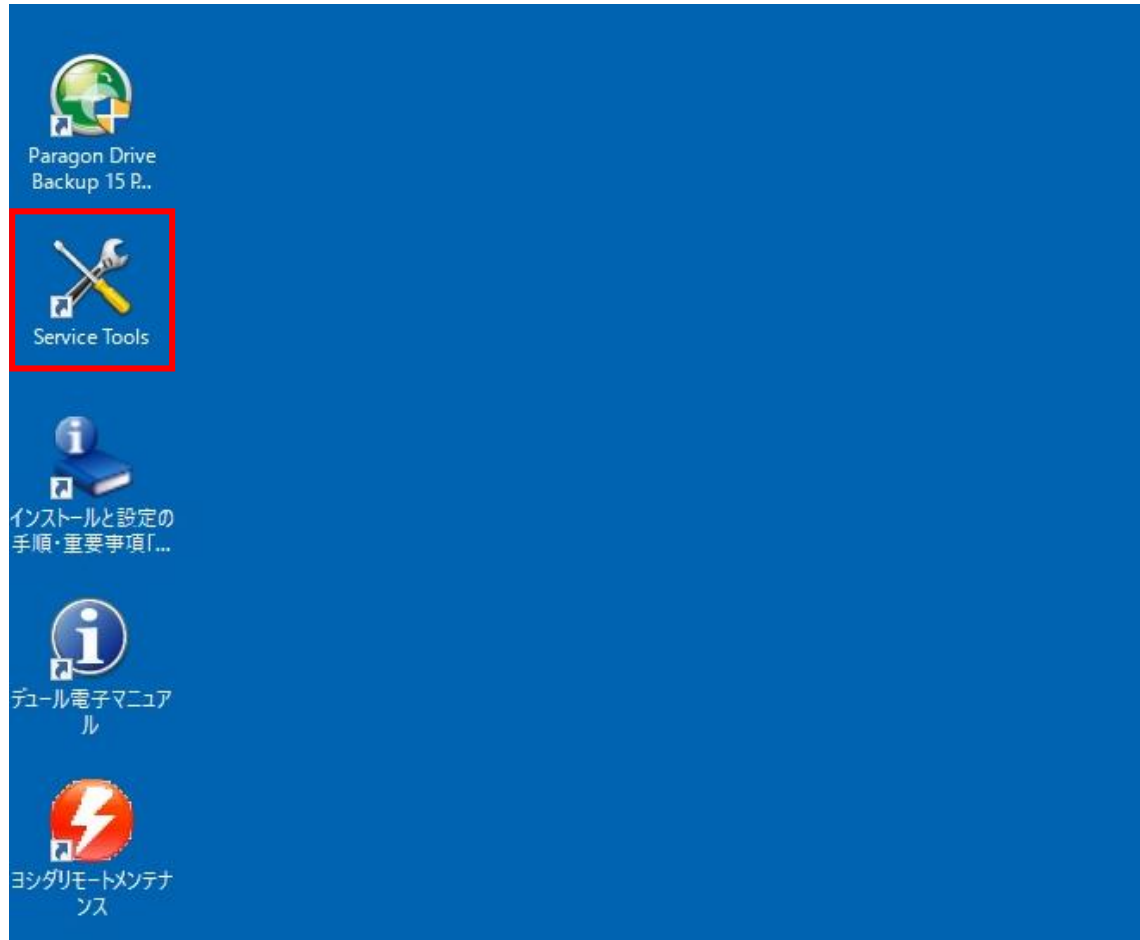 Paragon Drive
Backup 15 P...
Service Tools
インストールと設定の
手順・重要事項「...
デュール電子マニュア
ル
ヨシダリモートメンテナ
ンス